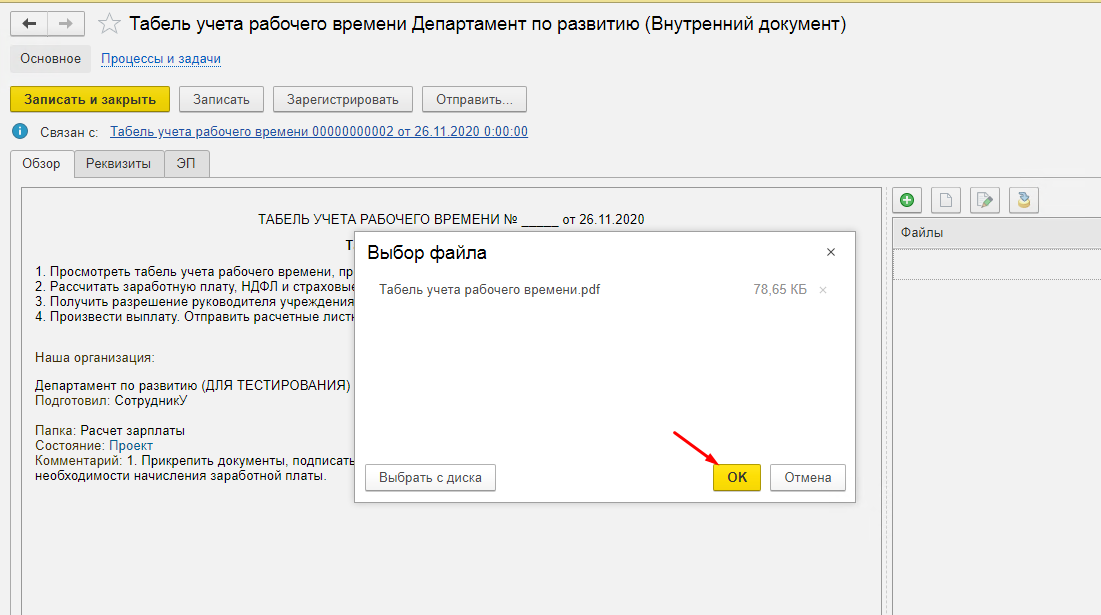 Табель учета рабочего времени Департамент по развитию (Внутренний документ)
Основное Процессы и задачи
Записать и закрыть Записать Зарегистрировать Отправить...
Связан с: Табель учета рабочего времени 00000000002 от 26.11.2020 0:00:00
Обзор Реквизиты ЭП
ТАБЕЛЬ УЧЕТА РАБОЧЕГО ВРЕМЕНИ № _____ от 26.11.2020
Т
1. Просмотреть табель учета рабочего времени, пр
2. Рассчитать заработную плату, НДФЛ и страховые
3. Получить разрешение руководителя учреждения
4. Произвести выплату. Отправить расчетные листк
Наша организация:
Департамент по развитию (ДЛЯ ТЕСТИРОВАНИЯ)
Подготовил: СотрудникУ
Папка: Расчет зарплаты
Состояние: Проект
Комментарий: 1. Прикрепить документы, подписать
необходимости начисления заработной платы.
Выбор файла
Табель учета рабочего времени.pdf 78,65 КБ
Выбрать с диска OK Отмена
Файлы